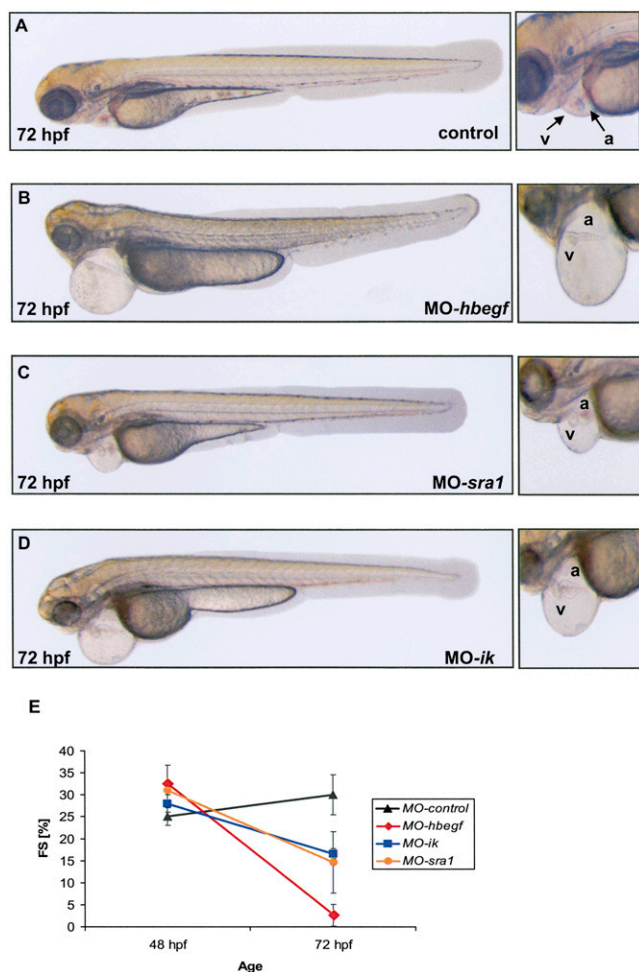 A
72 hpf
control
v a
B
72 hpf
MO-hbegf
a
v
C
72 hpf
MO-sra1
a
v
D
72 hpf
MO-ik
a
v
E
40
35
30
25
20
15
10
5
0
FS [%]
48 hpf 72 hpf
Age
MO-control
MO-hbegf
MO-ik
MO-sra1